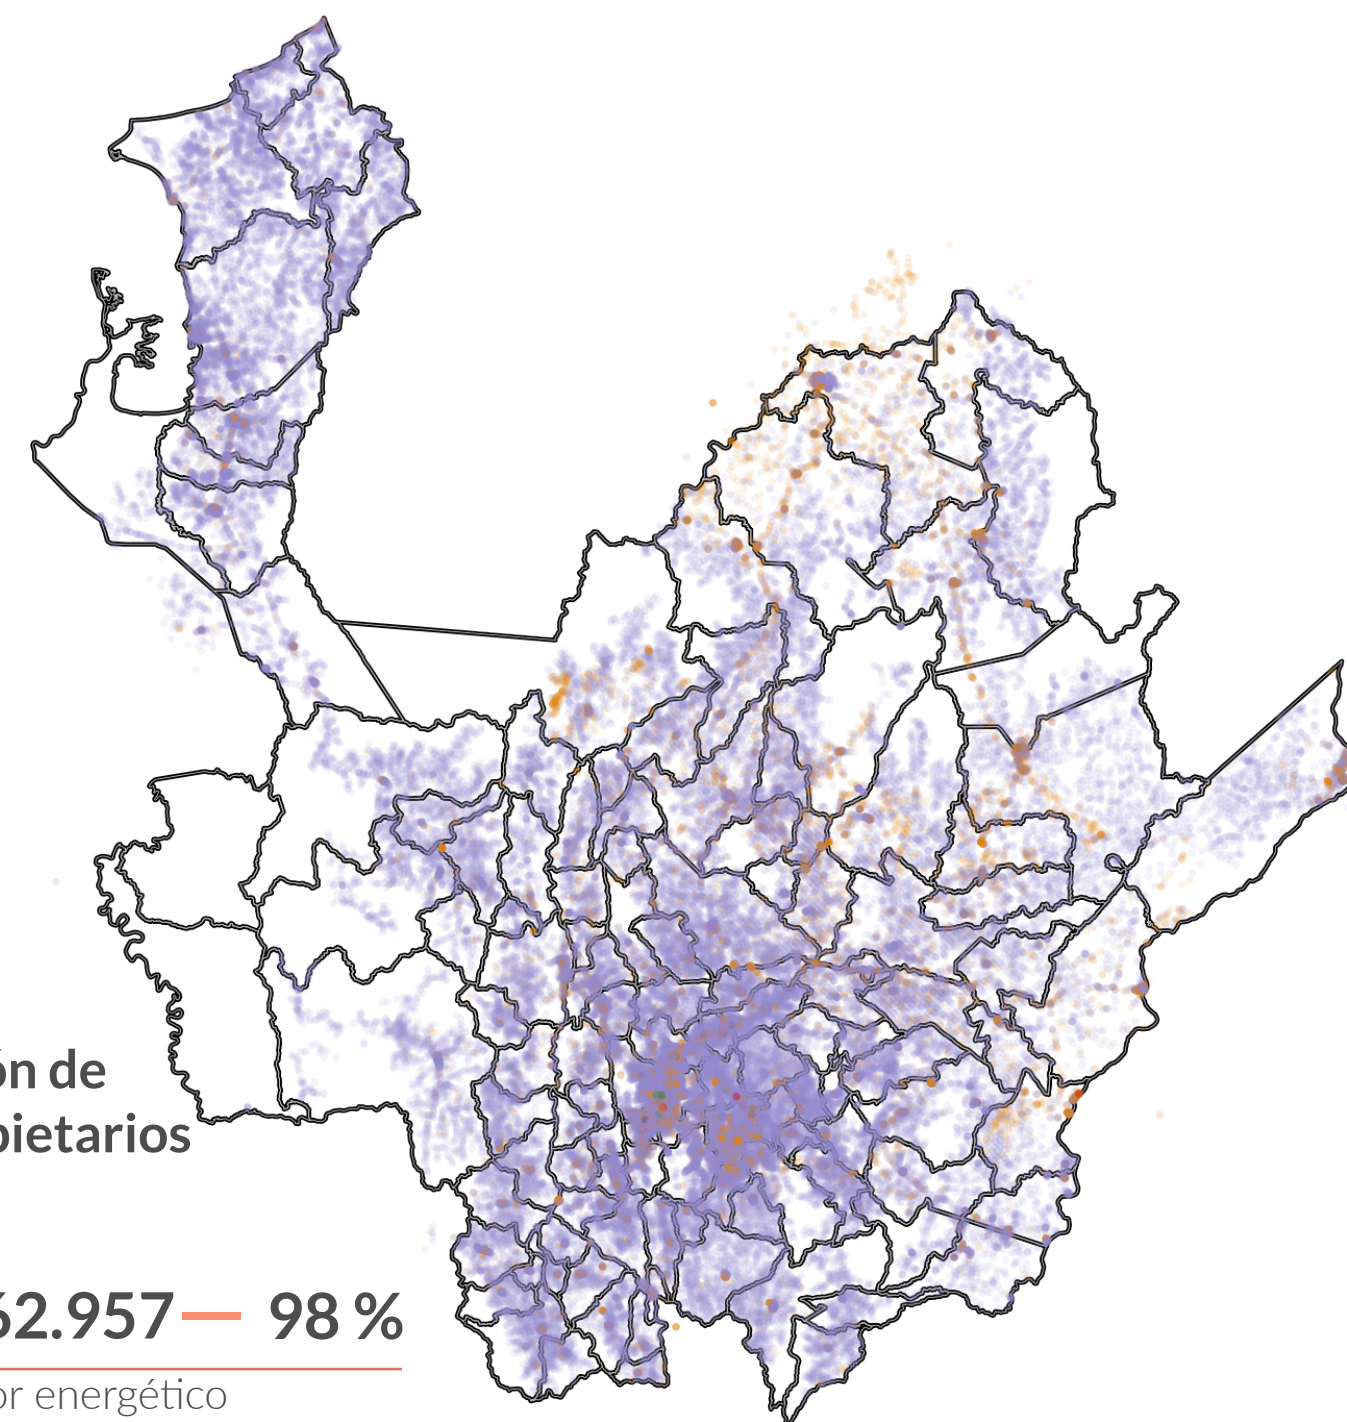 ón de
pietarios
62.957 — 98 %
or energético